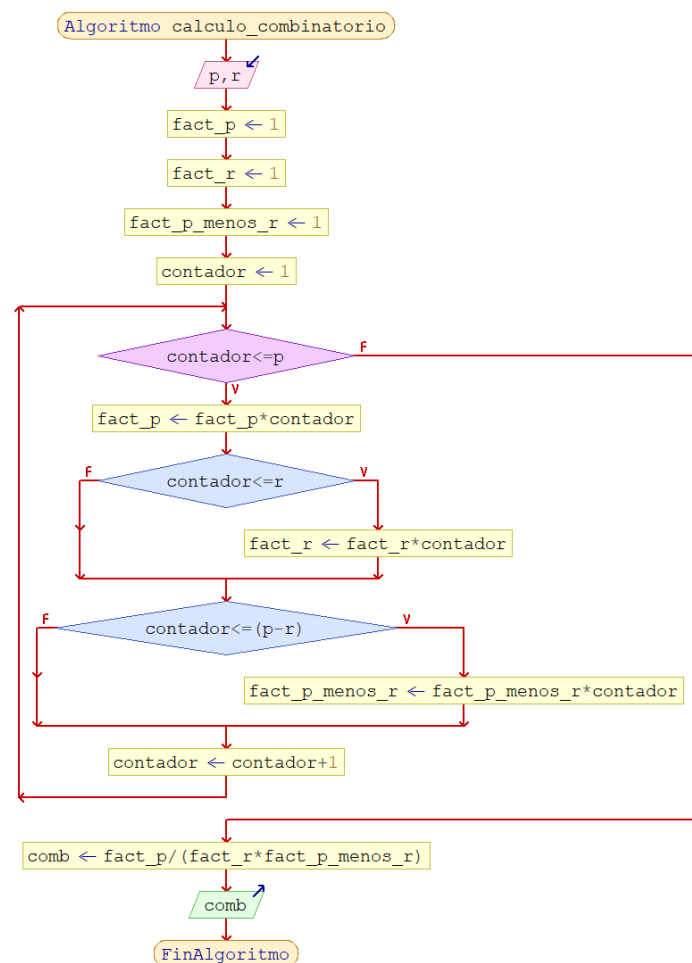 Algoritmo calculo_combinatorio
p,r
fact_p ← 1
fact_r ← 1
fact_p_menos_r ← 1
contador ← 1
contador<=p
F
V
fact_p ← fact_p*contador
contador<=r
F
V
fact_r ← fact_r*contador
contador<=(p-r)
F
V
fact_p_menos_r ← fact_p_menos_r*contador
contador ← contador+1
comb ← fact_p/(fact_r*fact_p_menos_r)
comb
FinAlgoritmo